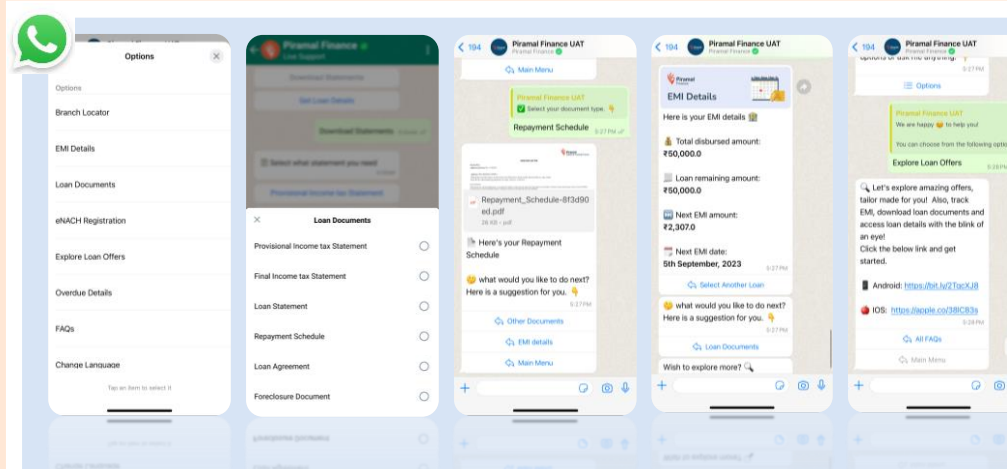 Options
Options
Branch Locator
EMI Details
Loan Documents
eNACH Registration
Explore Loan Offers
Overdue Details
FAQs
Change Language
Tap an item to select it
Piramal Finance
Live Support
Download Statements
Get Loan Details
Download Statements
Select what statement you need
Provisional Income tax Statement
Loan Documents
Provisional Income tax Statement
Final Income tax Statement
Loan Statement
Repayment Schedule
Loan Agreement
Foreclosure Document
194
Piramal Finance UAT
Piramal Finance
Main Menu
Piramal Finance UAT
Select your document type.
Repayment Schedule
5:27 PM
Piramal
Repayment_Schedule-8f3d90
ed.pdf
26 KB • pdf
Here's your Repayment
Schedule
what would you like to do next?
Here is a suggestion for you.
5:27 PM
Other Documents
EMI details
Main Menu
194
Piramal Finance UAT
Piramal Finance
Piramal
Finance
EMI Details
Here is your EMI details
Total disbursed amount:
₹50,000.0
Loan remaining amount:
₹50,000.0
Next EMI amount:
₹2,307.0
Next EMI date:
5th September, 2023
5:27 PM
Select Another Loan
what would you like to do next?
Here is a suggestion for you.
5:27 PM
Loan Documents
Wish to explore more?
194
Piramal Finance UAT
Piramal Finance
options or ask me anything.
5:27 PM
Options
Piramal Finance UAT
We are happy to help you!
You can choose from the following optio
Explore Loan Offers
5:28 PM
Let's explore amazing offers,
tailor made for you! Also, track
EMI, download loan documents and
access loan details with the blink of
an eye!
Click the below link and get
started.
Android: https://bit.ly/2TqcXJ8
IOS: https://apple.co/38IC83s
5:28 PM
All FAQs
Main Menu